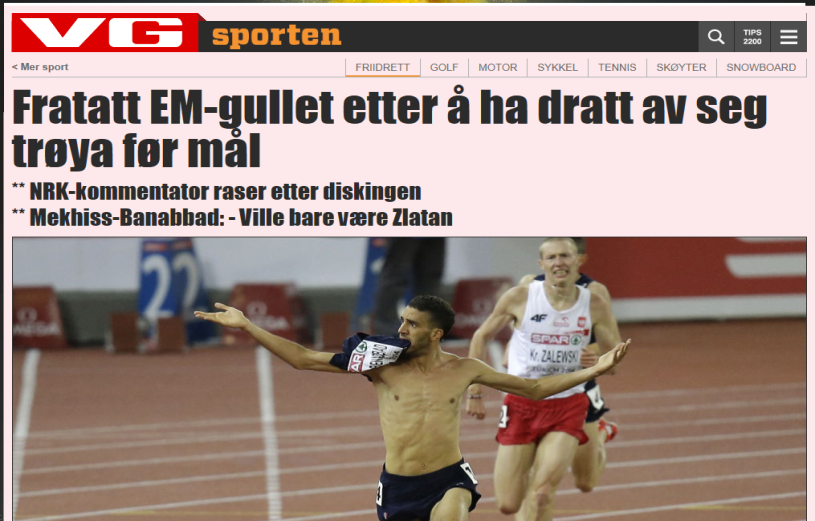 VG sporten
TIPS
2200
< Mer sport
FRIIDRETT GOLF MOTOR SYKKEL TENNIS SKØYTER SNOWBOARD
Fratatt EM-gullet etter å ha dratt av seg
trøya før mål
** NRK-kommentator raser etter diskingen
** Mekhiss-Banabbad: - Ville bare være Zlatan
22
4F
SPAR
Kr. ZALEWSKI